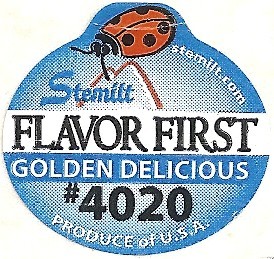 stemilt.com
Stemilt
FLAVOR FIRST
GOLDEN DELICIOUS
#4020
PRODUCE of U.S.A.